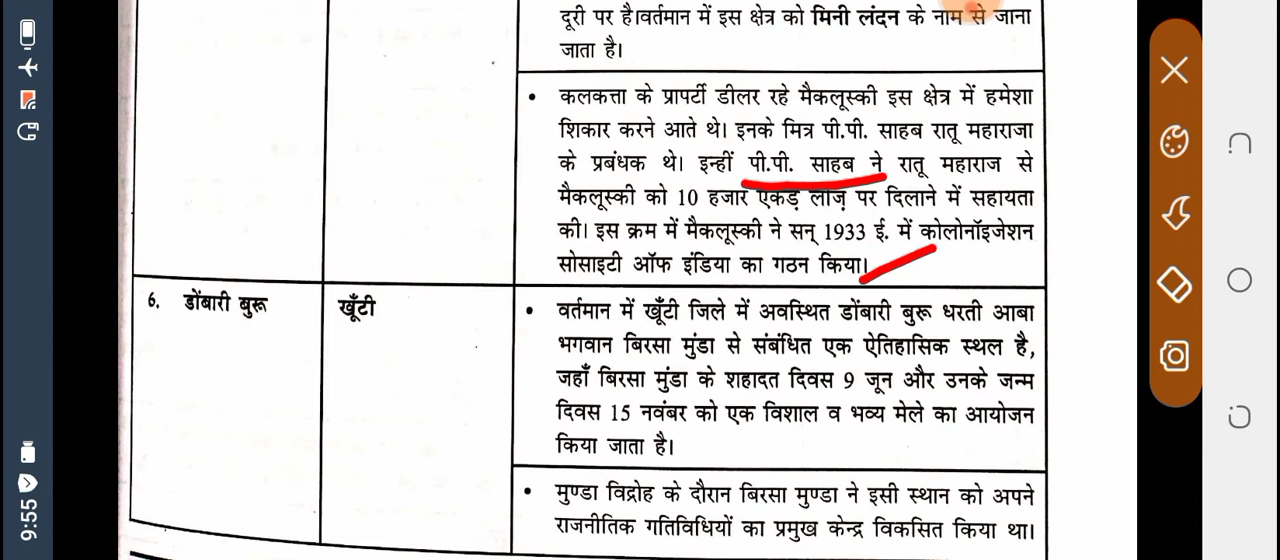 दूरी पर है।वर्तमान में इस क्षेत्र को मिनी लंदन के नाम से जाना
जाता है।
• कलकत्ता के प्रापर्टी डीलर रहे मैकलूस्की इस क्षेत्र में हमेशा
शिकार करने आते थे। इनके मित्र पी.पी. साहब रातू महाराजा
के प्रबंधक थे। इन्हीं पी.पी. साहब ने रातू महाराज से
मैकलूस्की को 10 हजार एकड़ लीज़ पर दिलाने में सहायता
की। इस क्रम में मैकलूस्की ने सन् 1933 ई. में कोलोनॉइजेशन
सोसाइटी ऑफ इंडिया का गठन किया।
6. डोंबारी बुरू
खूँटी
• वर्तमान में खूँटी जिले में अवस्थित डोंबारी बुरू धरती आबा
भगवान बिरसा मुंडा से संबंधित एक ऐतिहासिक स्थल है,
जहाँ बिरसा मुंडा के शहादत दिवस 9 जून और उनके जन्म
दिवस 15 नवंबर को एक विशाल व भव्य मेले का आयोजन
किया जाता है।
• मुण्डा विद्रोह के दौरान बिरसा मुण्डा ने इसी स्थान को अपने
राजनीतिक गतिविधियों का प्रमुख केन्द्र विकसित किया था।
9:55